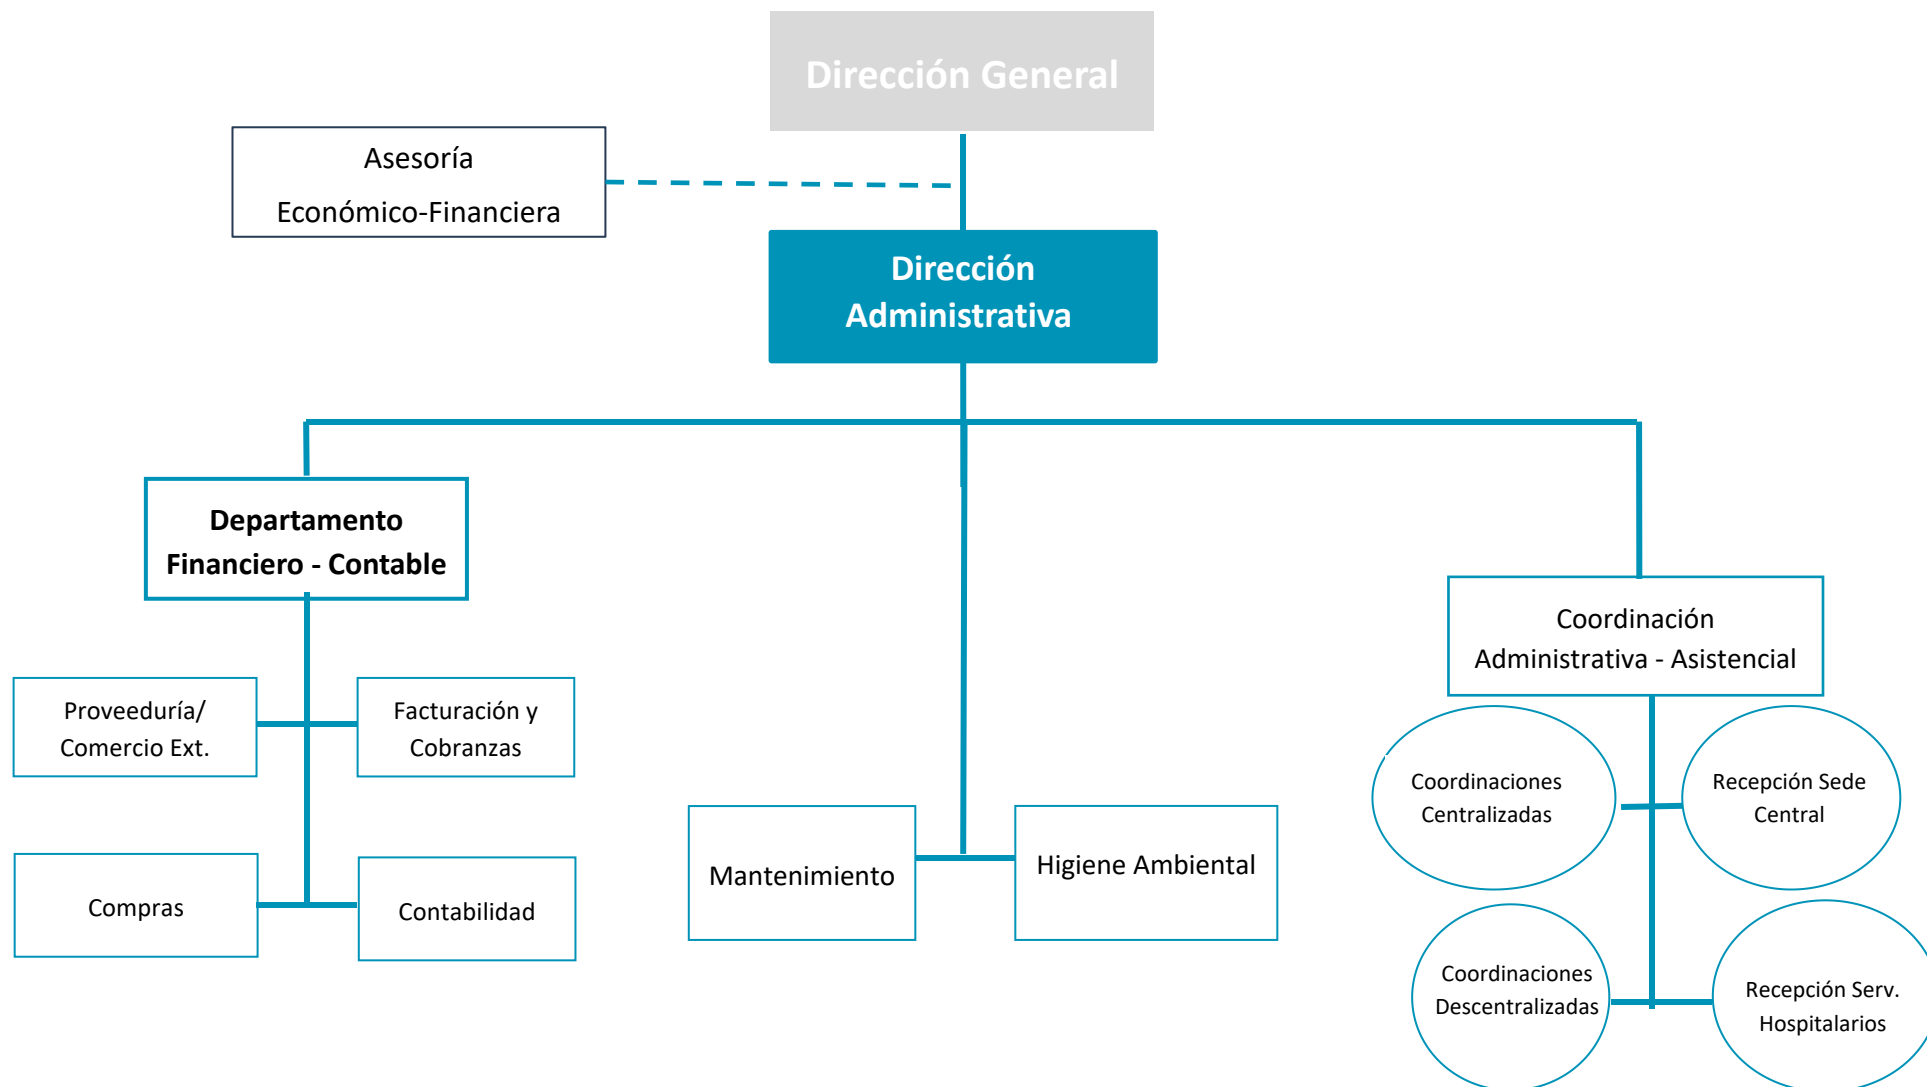 Dirección General
Asesoría
Económico-Financiera
Dirección
Administrativa
Departamento
Financiero - Contable
Coordinación
Administrativa - Asistencial
Proveeduría/
Comercio Ext.
Facturación y
Cobranzas
Coordinaciones
Centralizadas
Recepción Sede
Central
Mantenimiento
Higiene Ambiental
Compras
Contabilidad
Coordinaciones
Descentralizadas
Recepción Serv.
Hospitalarios